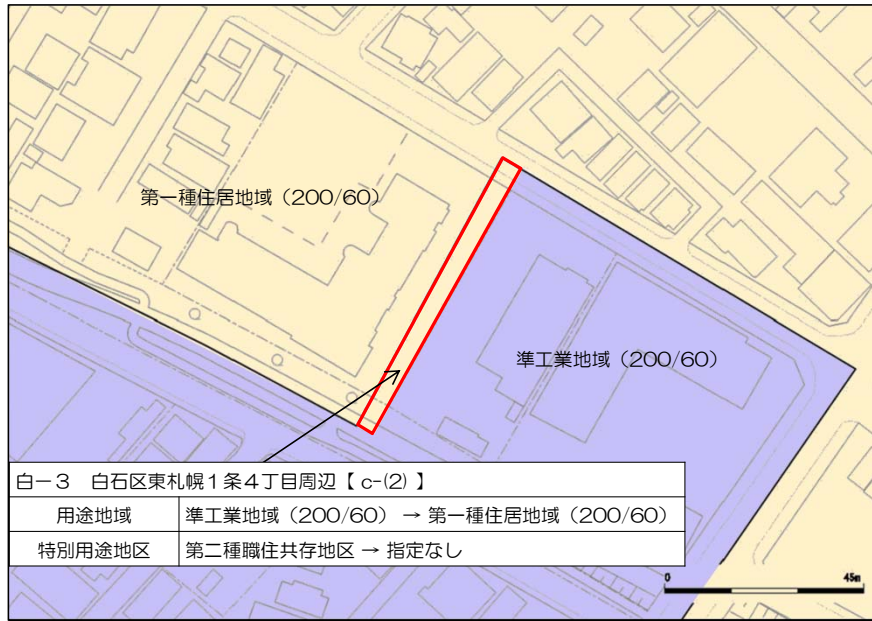 第一種住居地域（200/60）
準工業地域（200/60）
白－3　白石区東札幌1条4丁目周辺【 c-(2) 】
用途地域　準工業地域（200/60） → 第一種住居地域（200/60）
特別用途地区　第二種職住共存地区 → 指定なし
0　45m